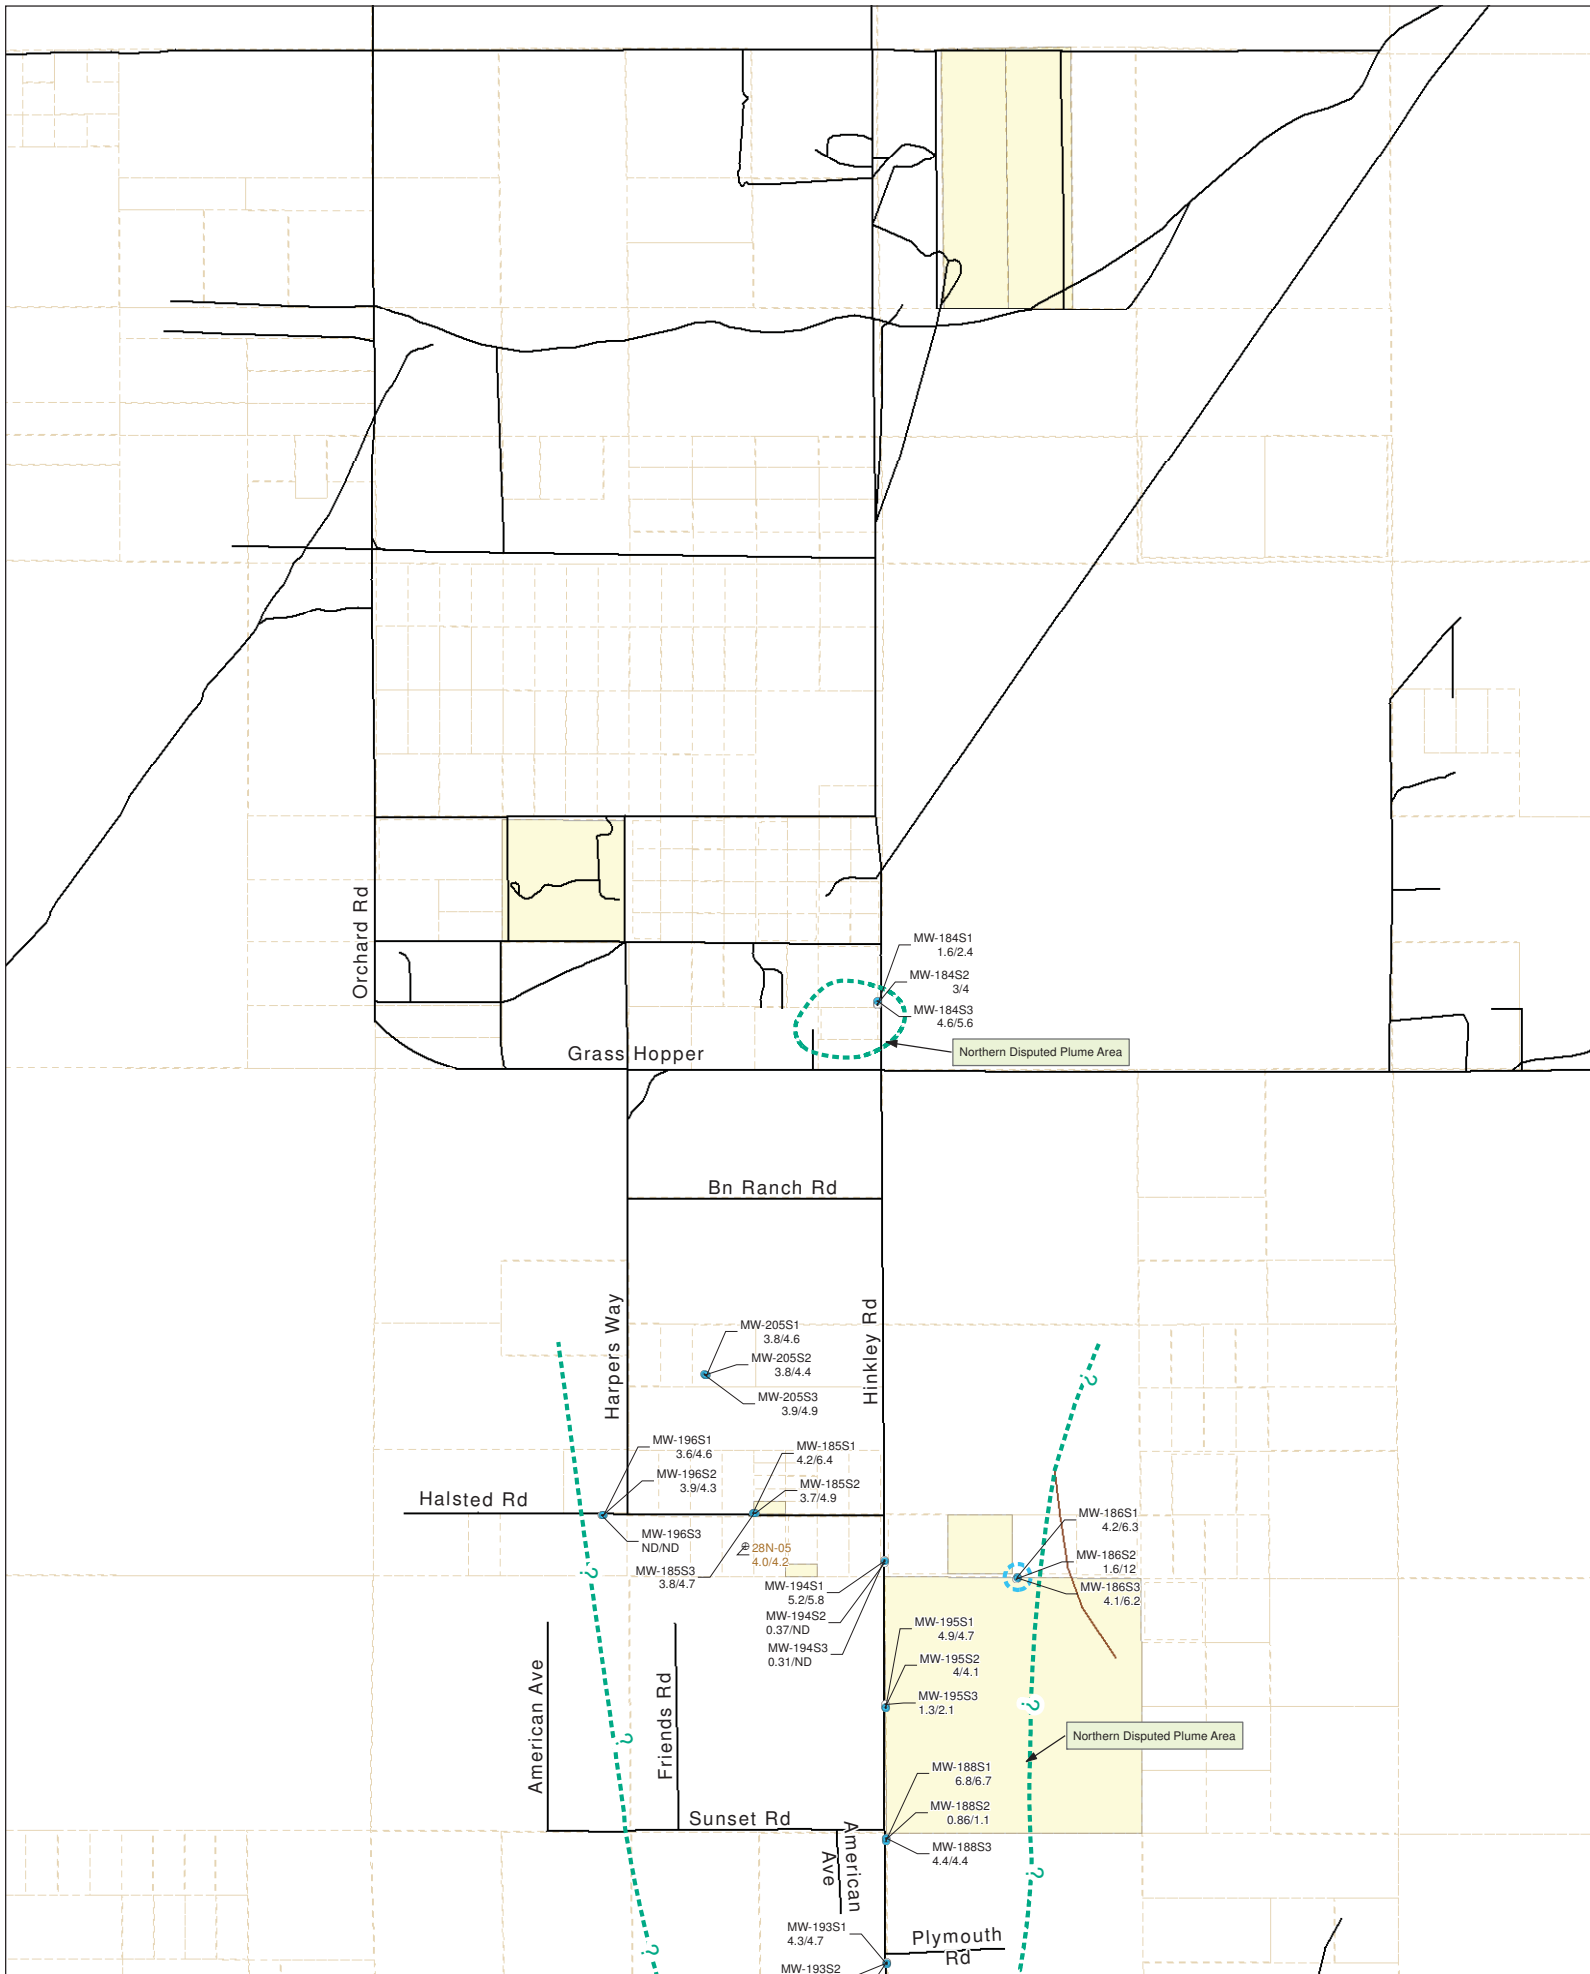 Orchard Rd
MW-184S1
1.6/2.4
MW-184S2
3/4
MW-184S3
4.6/5.6
Northern Disputed Plume Area
Grass Hopper
Bn Ranch Rd
Harpers Way
Hinkley Rd
MW-205S1
3.8/4.6
MW-205S2
3.8/4.4
MW-205S3
3.9/4.9
?
MW-196S1
3.6/4.6
MW-196S2
3.9/4.3
MW-185S1
4.2/6.4
MW-185S2
3.7/4.9
Halsted Rd
MW-196S3
ND/ND
28N-05
4.0/4.2
MW-185S3
3.8/4.7
MW-186S1
4.2/6.3
MW-186S2
1.6/12
MW-186S3
4.1/6.2
?
MW-194S1
5.2/5.8
MW-194S2
0.37/ND
MW-194S3
0.31/ND
MW-195S1
4.9/4.7
MW-195S2
4/4.1
MW-195S3
1.3/2.1
American Ave
Friends Rd
?
?
Northern Disputed Plume Area
MW-188S1
6.8/6.7
MW-188S2
0.86/1.1
MW-188S3
4.4/4.4
Sunset Rd
American
Ave
?
MW-193S1
4.3/4.7
Plymouth
Rd
?
MW-193S2